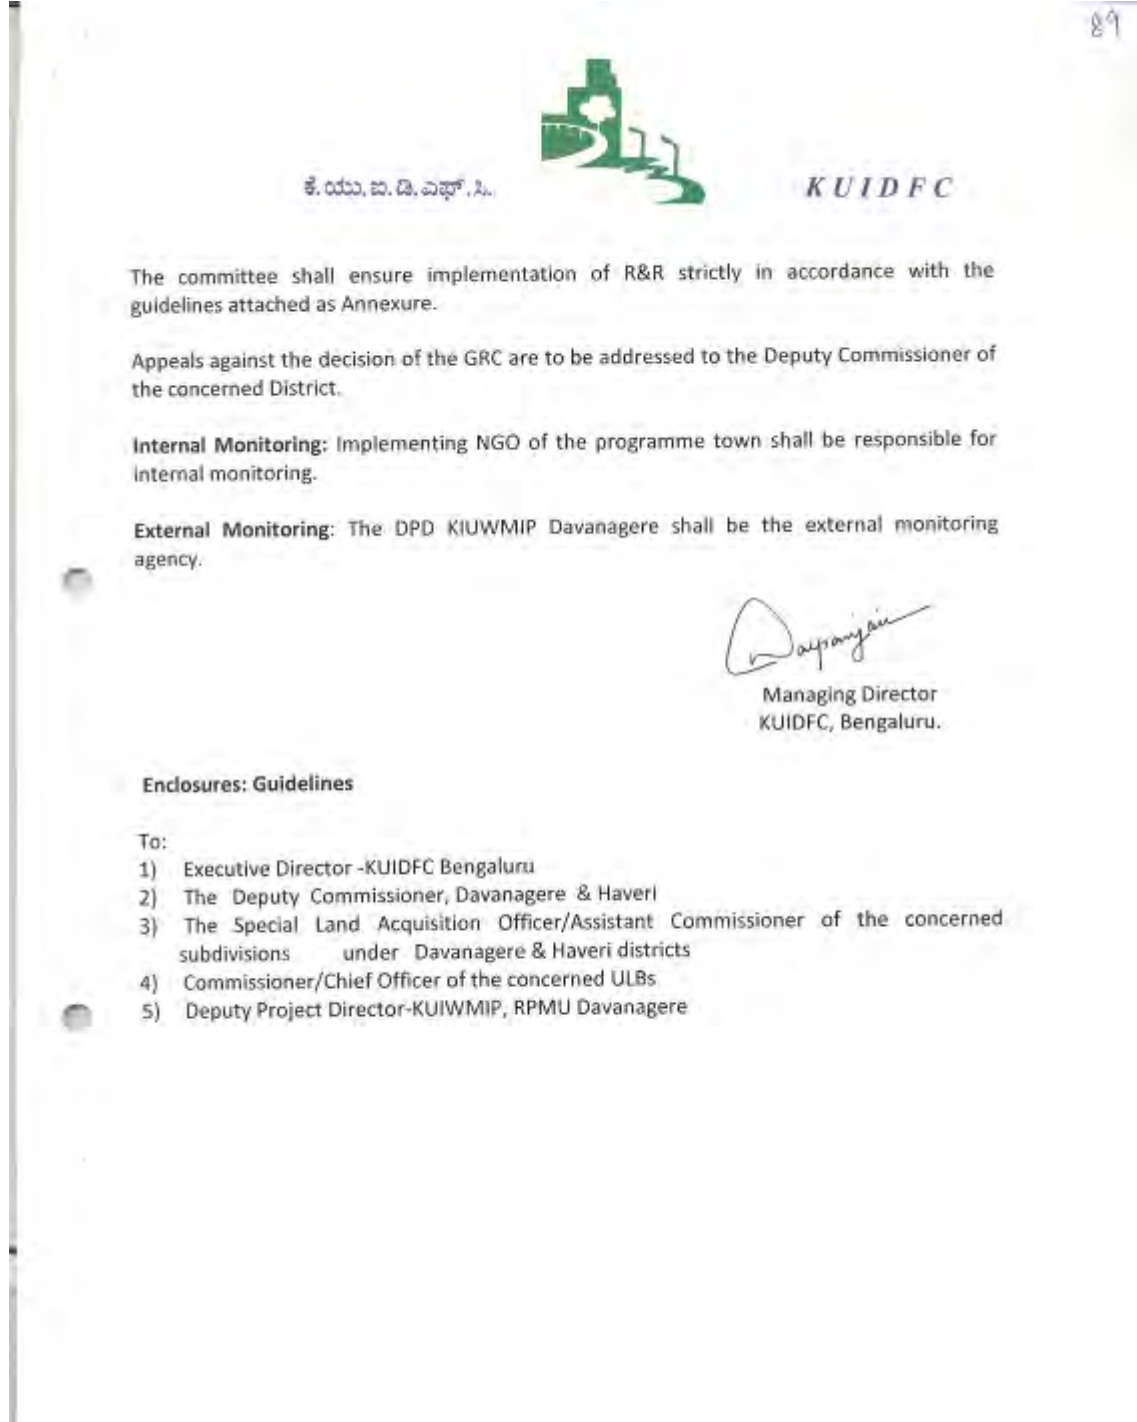 89
ಕೆ.ಯು.ಐ.ಡಿ.ಎಫ್.ಸಿ.
KUIDFC
The committee shall ensure implementation of R&R strictly in accordance with the
guidelines attached as Annexure.
Appeals against the decision of the GRC are to be addressed to the Deputy Commissioner of
the concerned District.
Internal Monitoring: Implementing NGO of the programme town shall be responsible for
internal monitoring.
External Monitoring: The DPD KIUWMIP Davanagere shall be the external monitoring
agency.
Managing Director
KUIDFC, Bengaluru.
Enclosures: Guidelines
To:
1) Executive Director -KUIDFC Bengaluru
2) The Deputy Commissioner, Davanagere & Haveri
3) The Special Land Acquisition Officer/Assistant Commissioner of the concerned
subdivisions under Davanagere & Haveri districts
4) Commissioner/Chief Officer of the concerned ULBs
5) Deputy Project Director-KUIWMIP, RPMU Davanagere